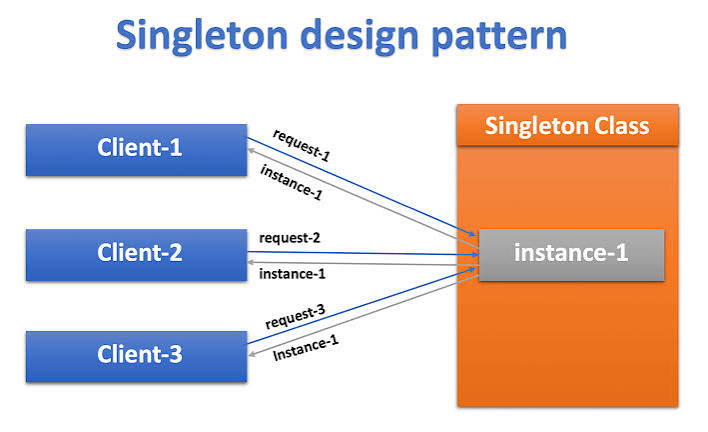 Singleton design pattern
Singleton Class
Client-1
request-1
instance-1
Client-2
request-2
instance-1
instance-1
Client-3
request-3
Instance-1